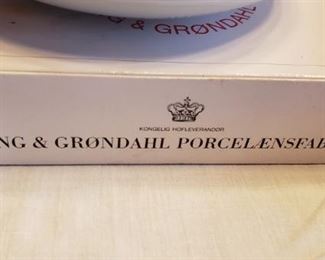 G & GRØNDAHL
KONGELIG HOFLEVERANDØR
NG & GRØNDAHL PORCELÆNSFAB